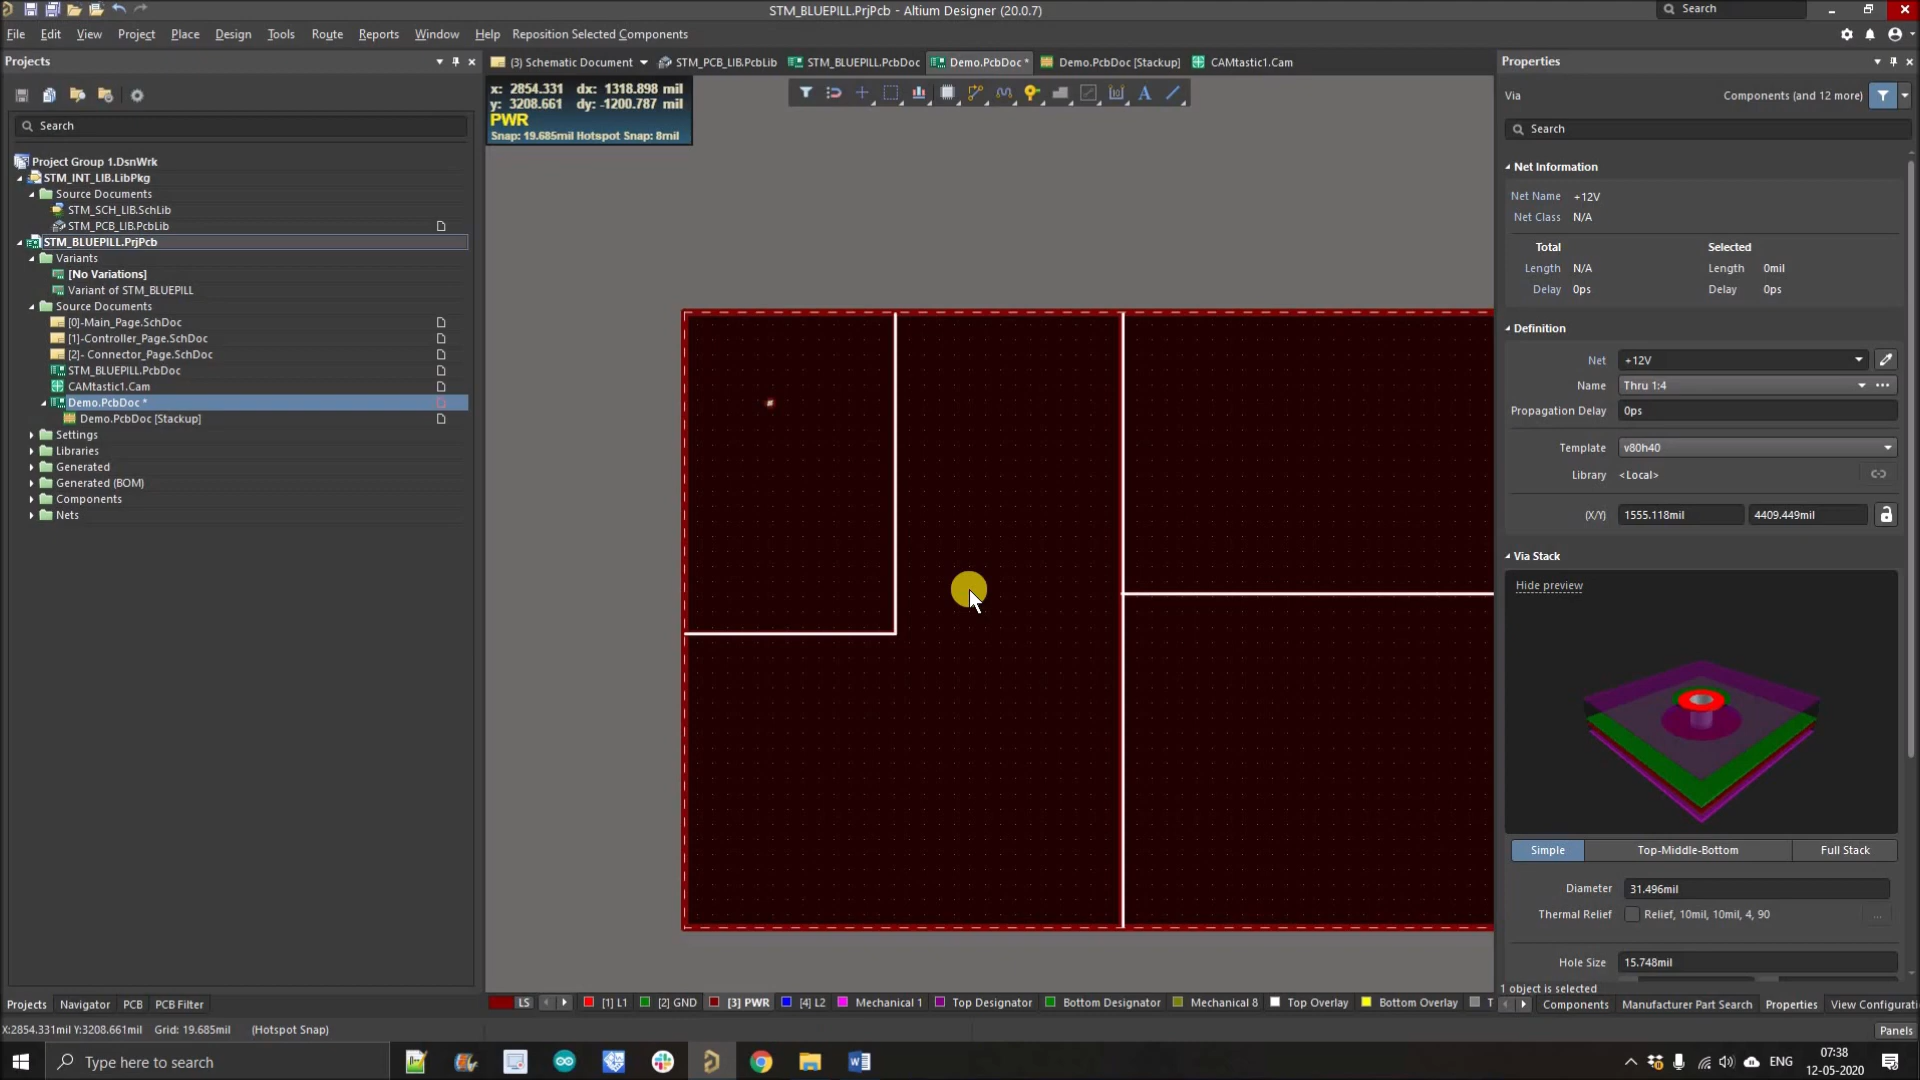 STM_BLUEPILL.PrjPcb - Altium Designer (20.0.7)
Search
File Edit View Project Place Design Tools Route Reports Window Help Reposition Selected Components
Projects
Search
Project Group 1.DsnWrk
STM_INT_LIB.LibPkg
Source Documents
STM_SCH_LIB.SchLib
STM_PCB_LIB.PcbLib
STM_BLUEPILL.PrjPcb
Variants
[No Variations]
Variant of STM_BLUEPILL
Source Documents
[0]-Main_Page.SchDoc
[1]-Controller_Page.SchDoc
[2]- Connector_Page.SchDoc
STM_BLUEPILL.PcbDoc
CAMtastic1.Cam
Demo.PcbDoc *
Demo.PcbDoc [Stackup]
Settings
Libraries
Generated
Generated (BOM)
Components
Nets
Projects Navigator PCB PCB Filter
(3) Schematic Document STM_PCB_LIB.PcbLib STM_BLUEPILL.PcbDoc Demo.PcbDoc * Demo.PcbDoc [Stackup] CAMtastic1.Cam
x: 2854.331 dx: 1318.898 mil
y: 3208.661 dy: -1200.787 mil
PWR
Snap: 19.685mil Hotspot Snap: 8mil
LS [1] L1 [2] GND [3] PWR [4] L2 Mechanical 1 Top Designator Bottom Designator Mechanical 8 Top Overlay Bottom Overlay T
Properties
Via Components (and 12 more)
Search
Net Information
Net Name +12V
Net Class N/A
Total Selected
Length N/A Length 0mil
Delay 0ps Delay 0ps
Definition
Net +12V
Name Thru 1:4
Propagation Delay 0ps
Template v80h40
Library <Local>
(X/Y) 1555.118mil 4409.449mil
Via Stack
Hide preview
Simple Top-Middle-Bottom Full Stack
Diameter 31.496mil
Thermal Relief Relief, 10mil, 10mil, 4, 90
Hole Size 15.748mil
1 object is selected
Components Manufacturer Part Search Properties View Configurati
X:2854.331mil Y:3208.661mil Grid: 19.685mil (Hotspot Snap)
Panels
Type here to search
ENG
07:38
12-05-2020